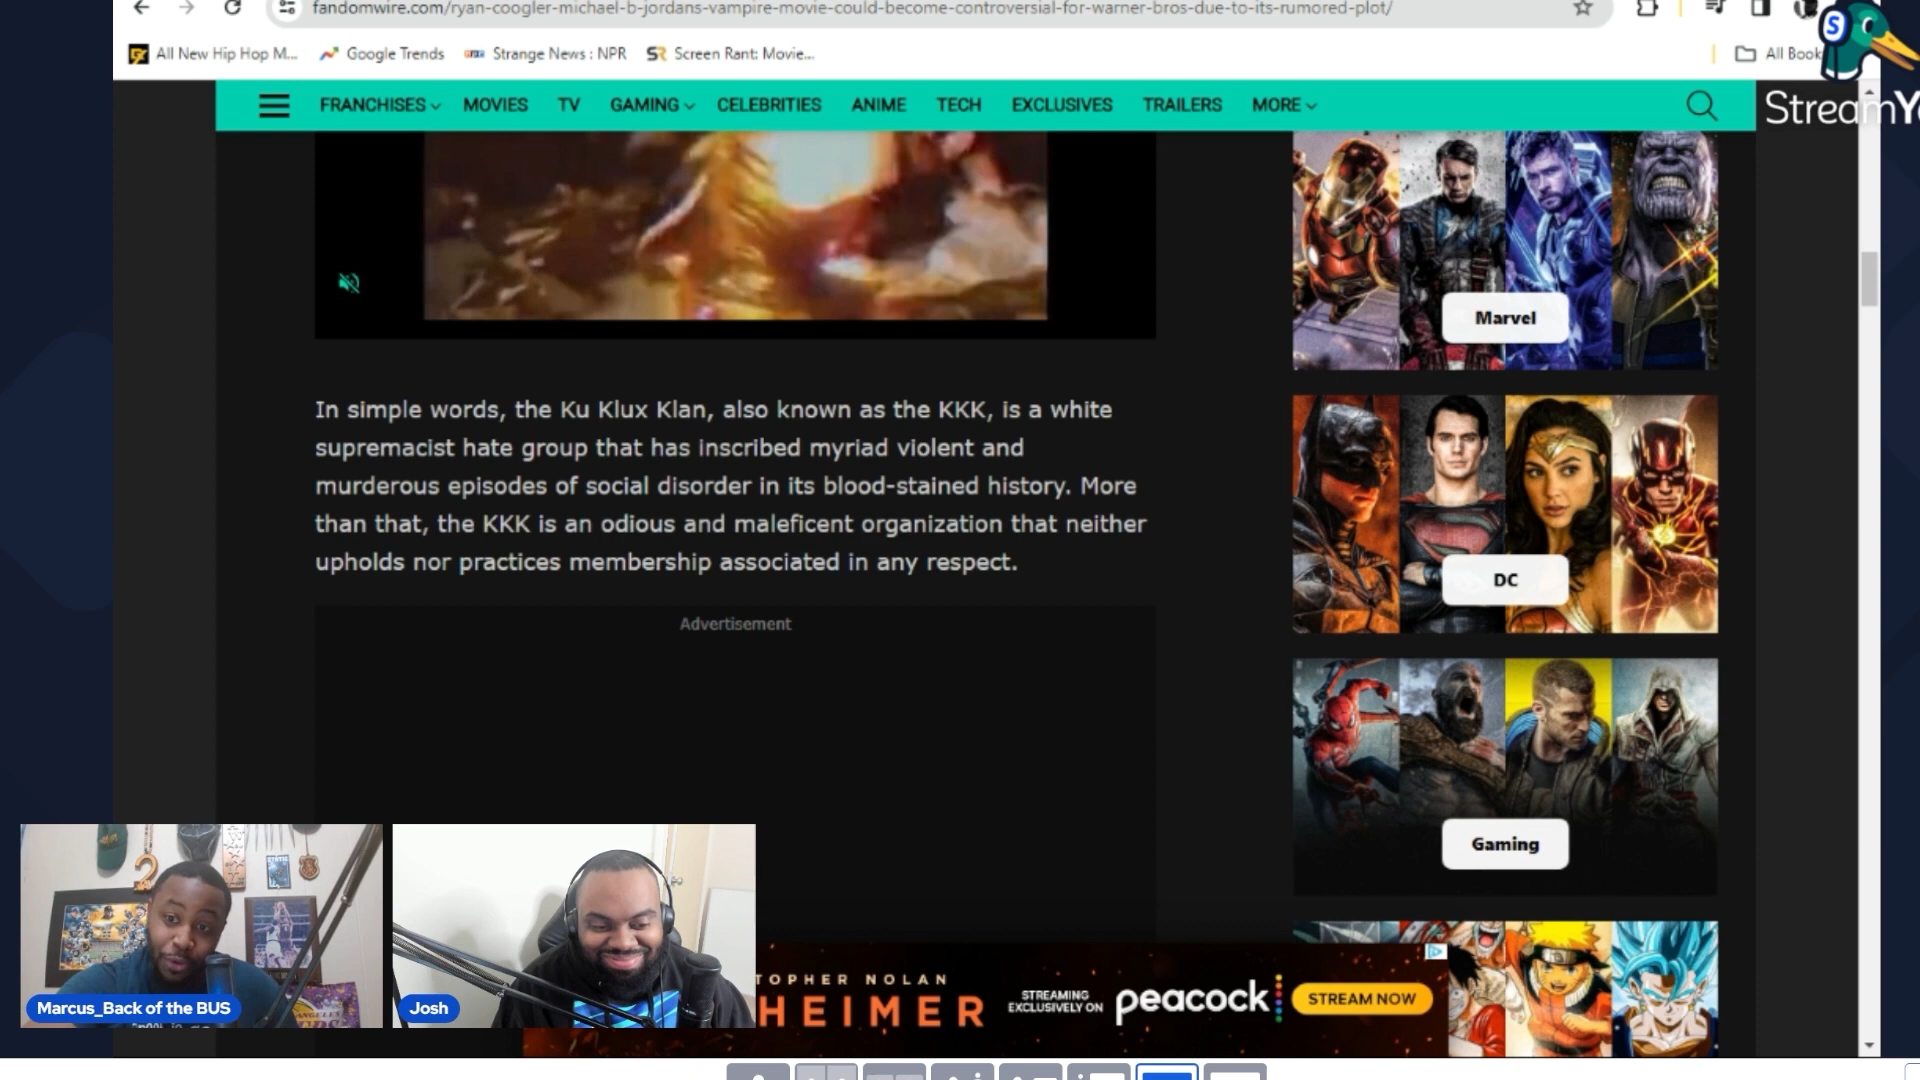 fandomwire.com/ryan-coogler-michael-b-jordans-vampire-movie-could-become-controversial-for-warner-bros-due-to-its-rumored-plot/
All New Hip Hop M...
Google Trends
Strange News : NPR
SR Screen Rant: Movie...
All Book
S
StreamY
FRANCHISES MOVIES TV GAMING CELEBRITIES ANIME TECH EXCLUSIVES TRAILERS MORE
Marvel
In simple words, the Ku Klux Klan, also known as the KKK, is a white
supremacist hate group that has inscribed myriad violent and
murderous episodes of social disorder in its blood-stained history. More
than that, the KKK is an odious and maleficent organization that neither
upholds nor practices membership associated in any respect.
DC
Advertisement
Gaming
2
Marcus_Back of the BUS
Josh
TOPHER NOLAN
HEIMER
STREAMING
EXCLUSIVELY ON
peacock
STREAM NOW